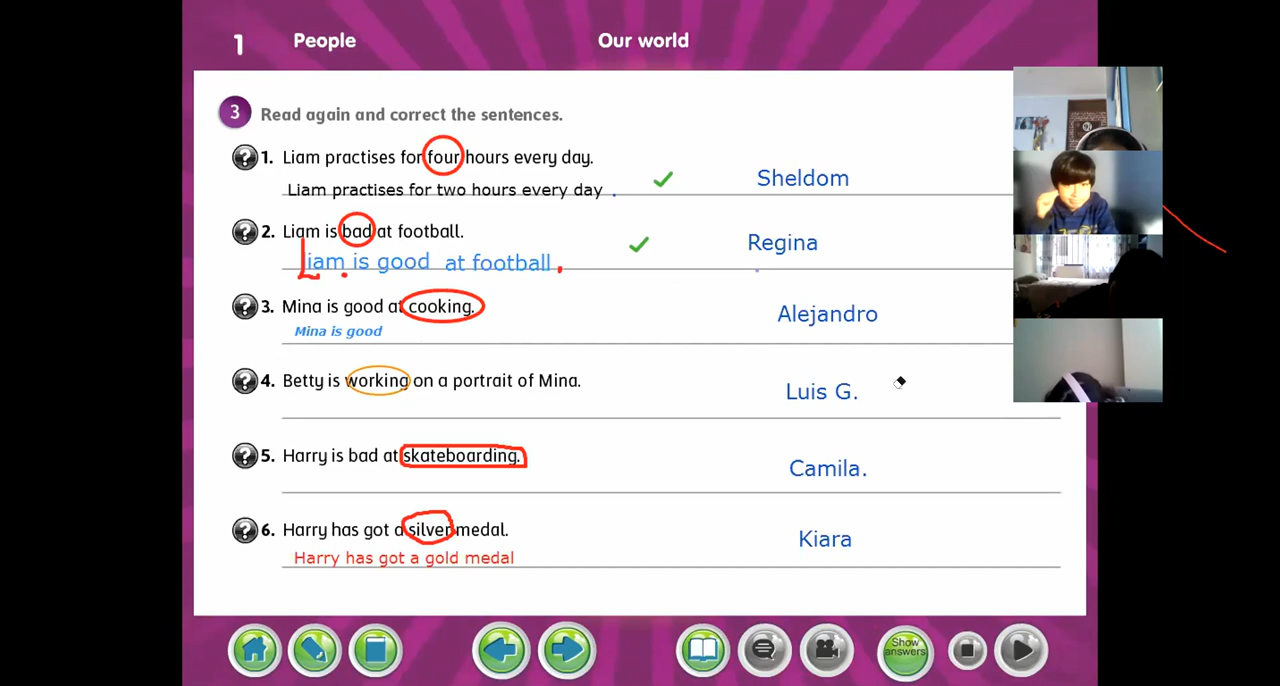 1 People Our world
3 Read again and correct the sentences.
? 1. Liam practises for four hours every day.
Liam practises for two hours every day . Sheldom
? 2. Liam is bad at football.
Liam is good at football. Regina
? 3. Mina is good at cooking.
Mina is good Alejandro
? 4. Betty is working on a portrait of Mina.
Luis G.
? 5. Harry is bad at skateboarding.
Camila.
? 6. Harry has got a silver medal.
Harry has got a gold medal Kiara
Show
answers